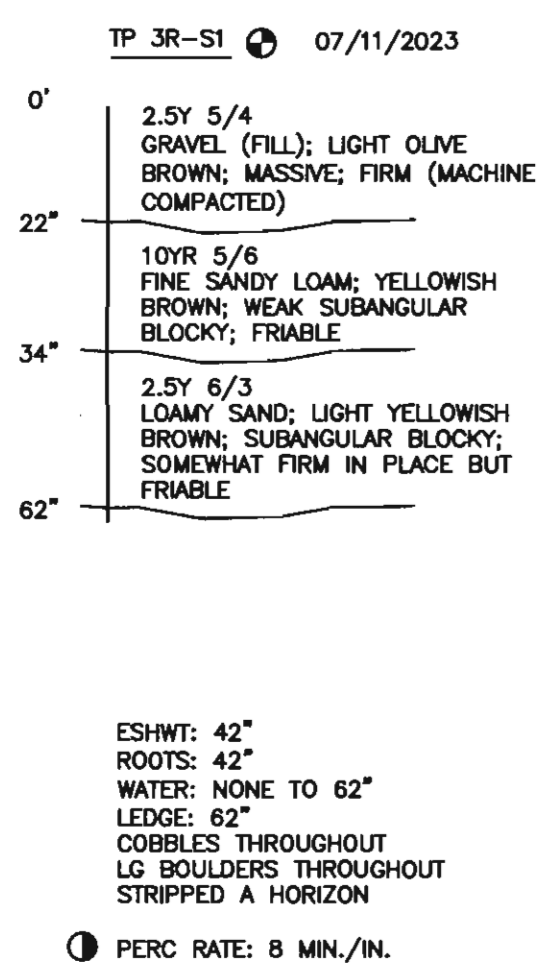 TP 3R-S1 07/11/2023
0'
2.5Y 5/4
GRAVEL (FILL); LIGHT OLIVE
BROWN; MASSIVE; FIRM (MACHINE
COMPACTED)
22"
10YR 5/6
FINE SANDY LOAM; YELLOWISH
BROWN; WEAK SUBANGULAR
BLOCKY; FRIABLE
34"
2.5Y 6/3
LOAMY SAND; LIGHT YELLOWISH
BROWN; SUBANGULAR BLOCKY;
SOMEWHAT FIRM IN PLACE BUT
FRIABLE
62"
ESHWT: 42"
ROOTS: 42"
WATER: NONE TO 62"
LEDGE: 62"
COBBLES THROUGHOUT
LG BOULDERS THROUGHOUT
STRIPPED A HORIZON
PERC RATE: 8 MIN./IN.